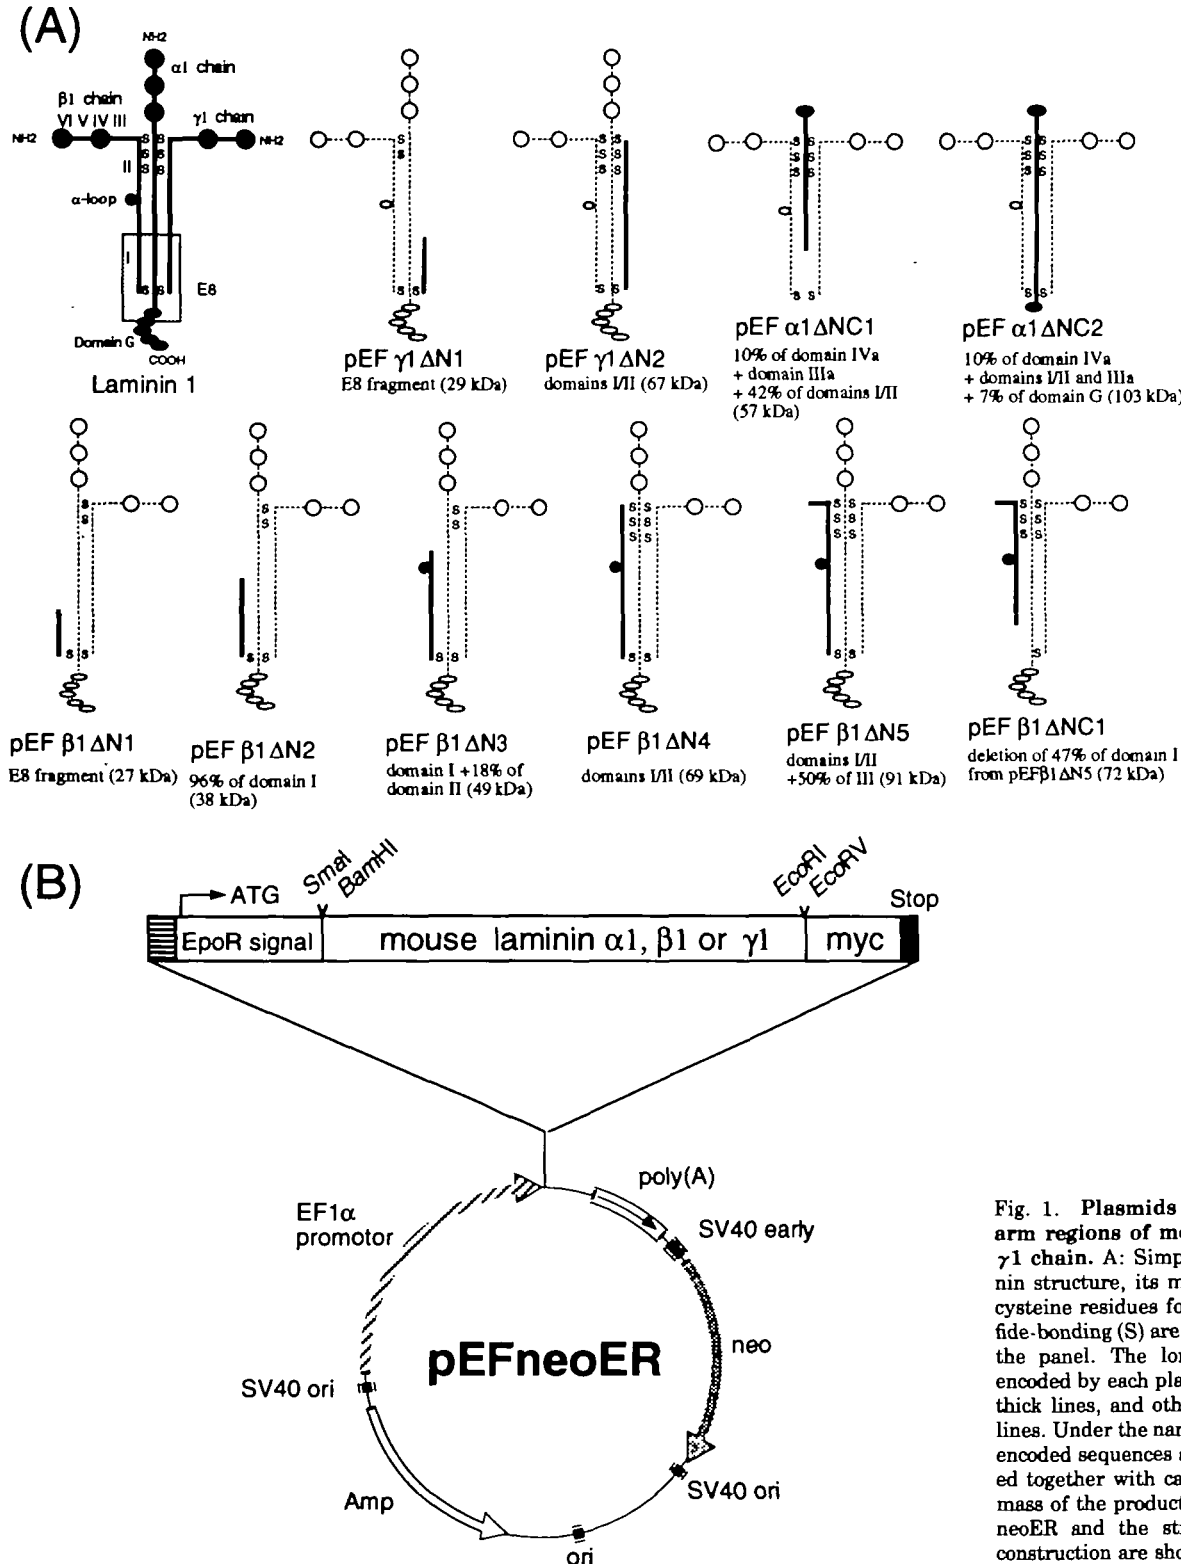 (A)
NH2
α1 chain
β1 chain
VI V IV III
γ1 chain
NH2
NH2
S S
S S
II S S
α-loop
I
S S
E8
Domain G
COOH
Laminin 1
S
S
S S
pEF γ1 ΔN1
E8 fragment (29 kDa)
S S
S S
S S
S S
pEF γ1 ΔN2
domains I/II (67 kDa)
S S
S S
S S
S S
pEF α1 ΔNC1
10% of domain IVa
+ domain IIIa
+ 42% of domains I/II
(57 kDa)
S S
S S
S S
S S
pEF α1 ΔNC2
10% of domain IVa
+ domains I/II and IIIa
+ 7% of domain G (103 kDa)
S
S
S S
pEF β1 ΔN1
E8 fragment (27 kDa)
S
S
S S
pEF β1 ΔN2
96% of domain I
(38 kDa)
S
S
S S
pEF β1 ΔN3
domain I +18% of
domain II (49 kDa)
S S
S S
S S
S S
pEF β1 ΔN4
domains I/II (69 kDa)
S S
S S
S S
S S
pEF β1 ΔN5
domains I/II
+50% of III (91 kDa)
S S
S S
S S
S
pEF β1 ΔNC1
deletion of 47% of domain I
from pEFβ1ΔN5 (72 kDa)
(B)
ATG
SmaI
BamHI
EcoRI
EcoRV
Stop
EpoR signal
mouse laminin α1, β1 or γ1
myc
EF1α
promotor
poly(A)
SV40 early
pEFneoER
neo
SV40 ori
SV40 ori
Amp
ori
Fig. 1. Plasmids
arm regions of mo
γ1 chain. A: Simp
nin structure, its m
cysteine residues fo
fide-bonding (S) are
the panel. The lon
encoded by each pla
thick lines, and oth
lines. Under the nar
encoded sequences a
ed together with ca
mass of the product
neoER and the st
construction are sho